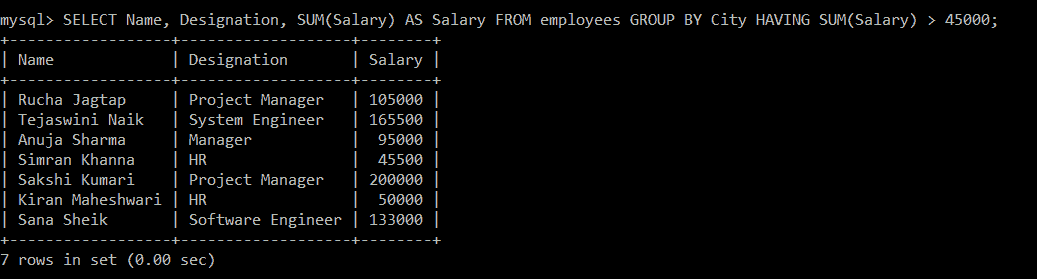 mysql> SELECT Name, Designation, SUM(Salary) AS Salary FROM employees GROUP BY City HAVING SUM(Salary) > 45000;
+------------------+-------------------+--------+
| Name             | Designation       | Salary |
+------------------+-------------------+--------+
| Rucha Jagtap     | Project Manager   | 105000 |
| Tejaswini Naik   | System Engineer   | 165500 |
| Anuja Sharma     | Manager           |  95000 |
| Simran Khanna    | HR                |  45500 |
| Sakshi Kumari    | Project Manager   | 200000 |
| Kiran Maheshwari | HR                |  50000 |
| Sana Sheik       | Software Engineer | 133000 |
+------------------+-------------------+--------+
7 rows in set (0.00 sec)